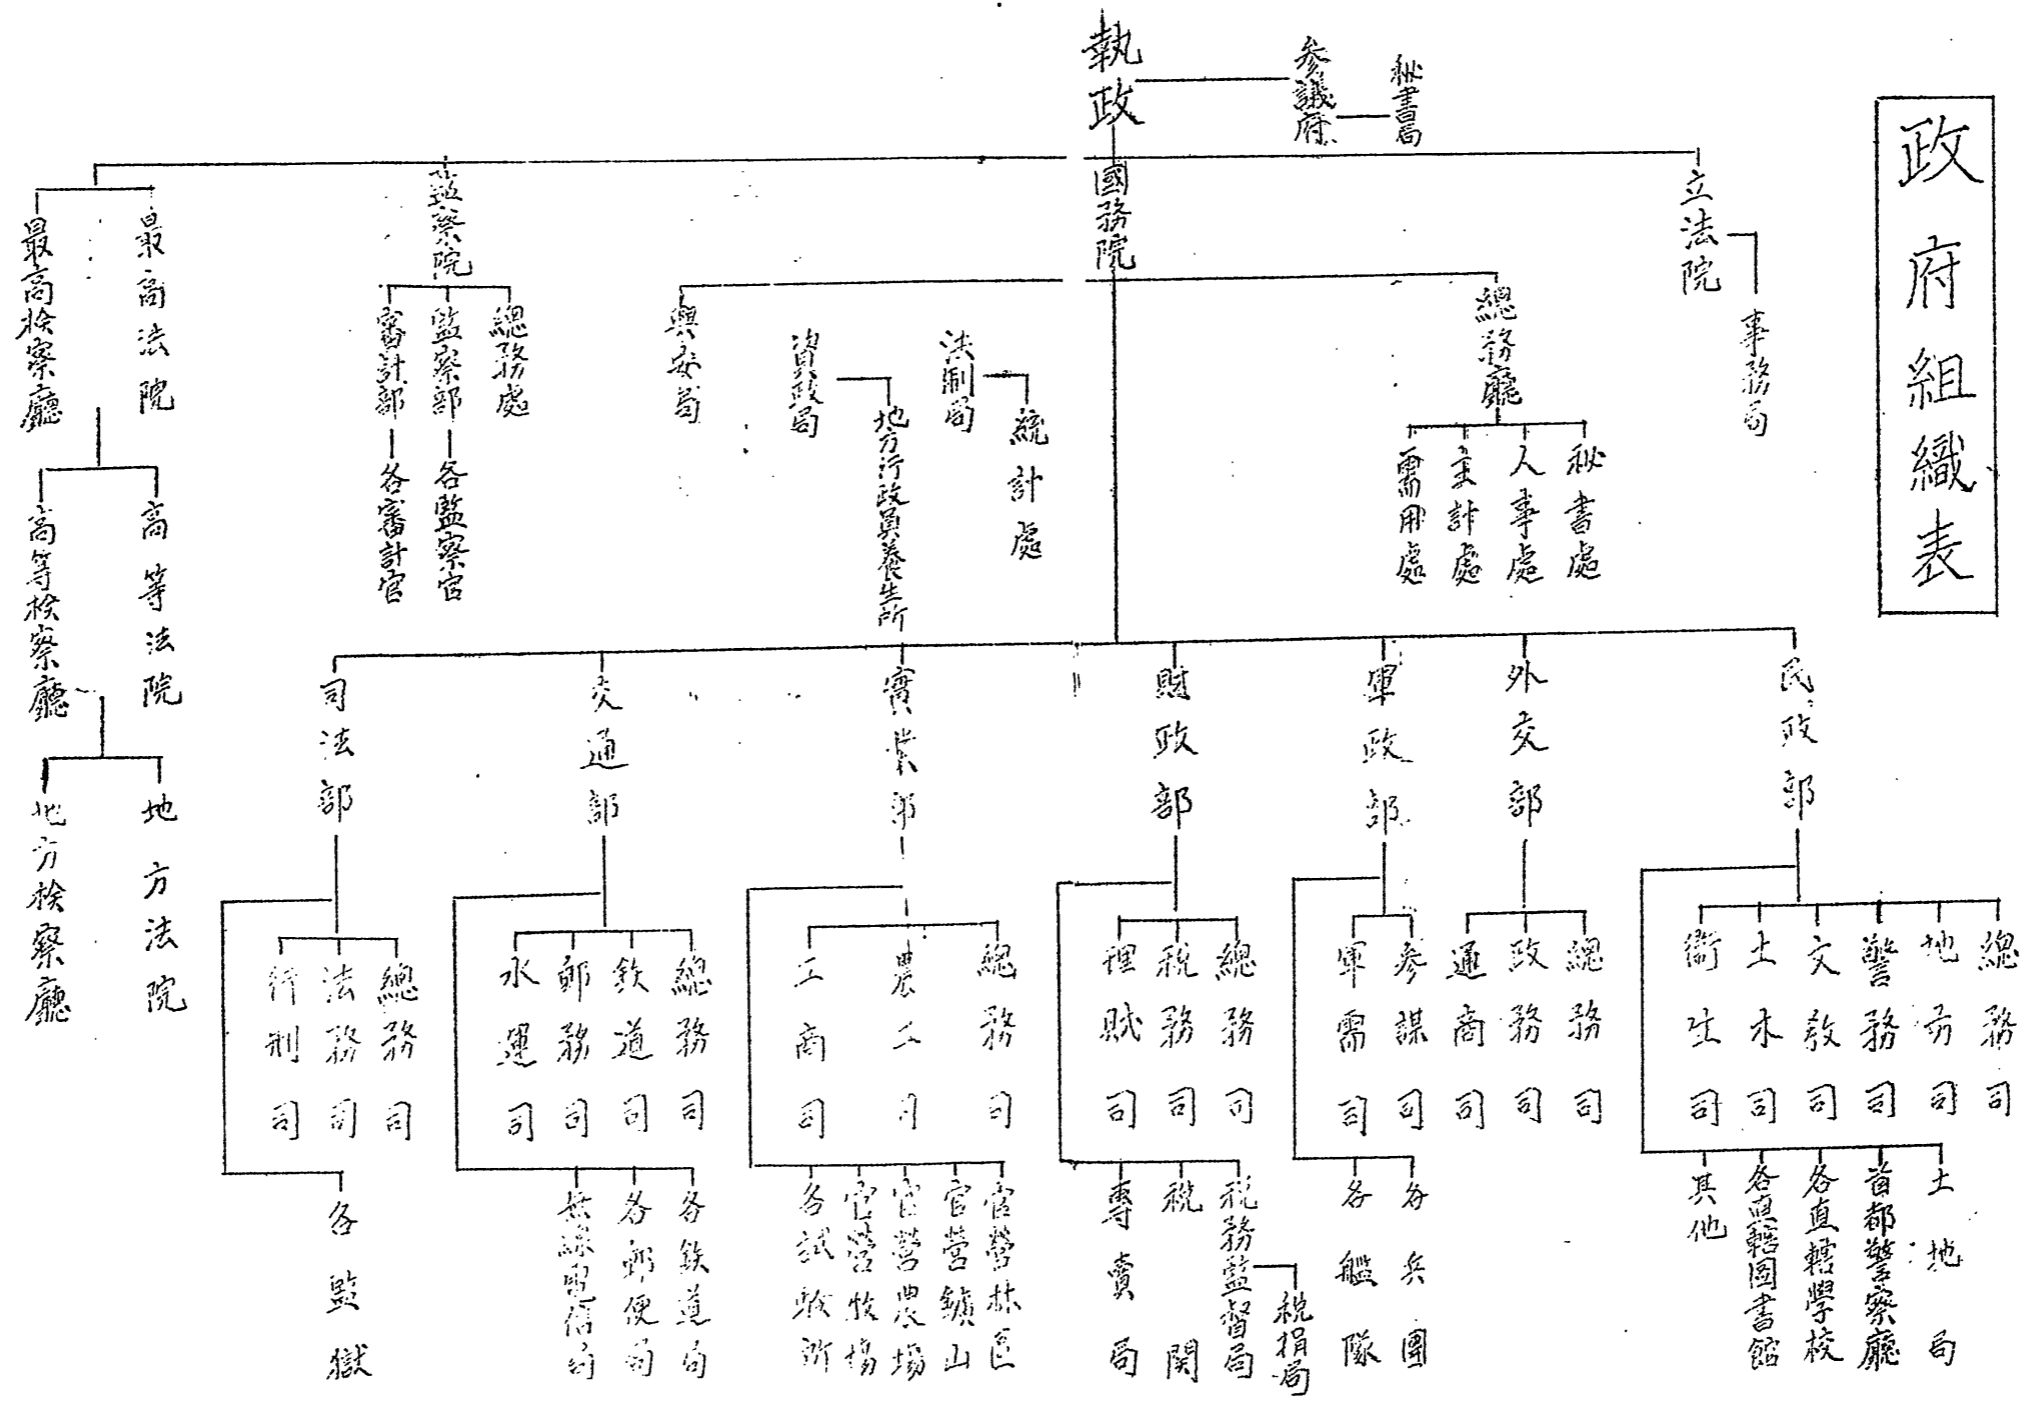 政府組織表
執政
参議府
秘書局
立法院
事務局
國務院
監察院
最高法院
最高検察廳
總務廳
秘書處
人事處
主計處
需用處
法制局
統計處
資政局
地方行政員養生所
興安局
總務處
監察部
審計部
各監察官
各審計官
高等法院
高等検察廳
地方法院
地方検察廳
民政部
外交部
軍政部
財政部
實業部
交通部
司法部
總務司
地方司
警務司
文教司
土木司
衞生司
總務司
政務司
通商司
参謀司
軍需司
總務司
税務司
理財司
總務司
農工司
工商司
總務司
鉄道司
郵務司
水運司
總務司
法務司
行刑司
土地局
首都警察廳
各直轄學校
各直轄圖書館
其他
各兵團
各艦隊
税務監督局
税捐局
税関
專賣局
官營林區
官營鑛山
官營農場
官營牧場
各試驗所
各鉄道局
各郵便局
無線電信局
各監獄